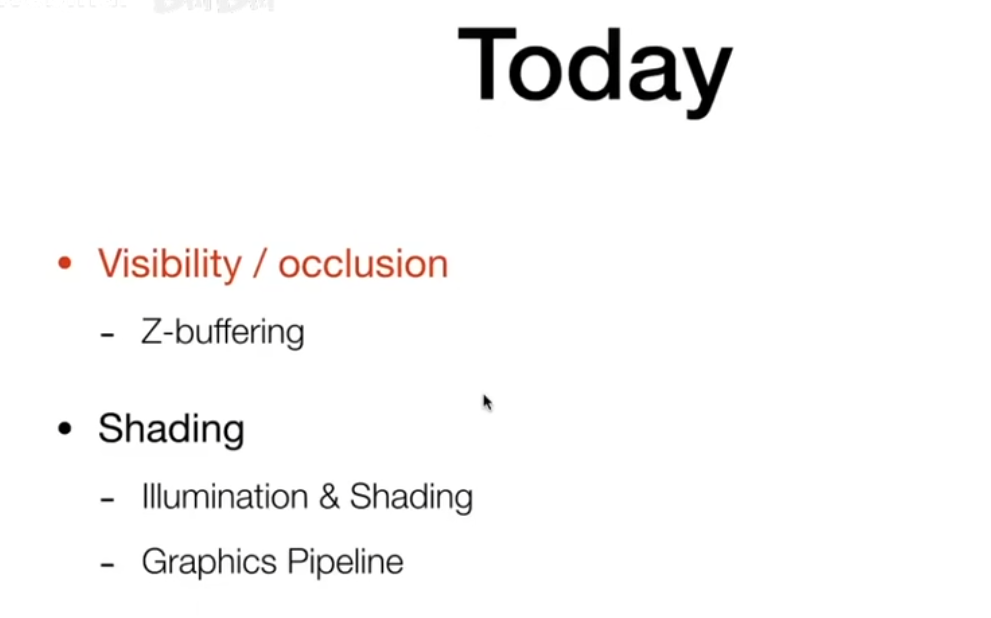 Today
• Visibility / occlusion
- Z-buffering
• Shading
- Illumination & Shading
- Graphics Pipeline